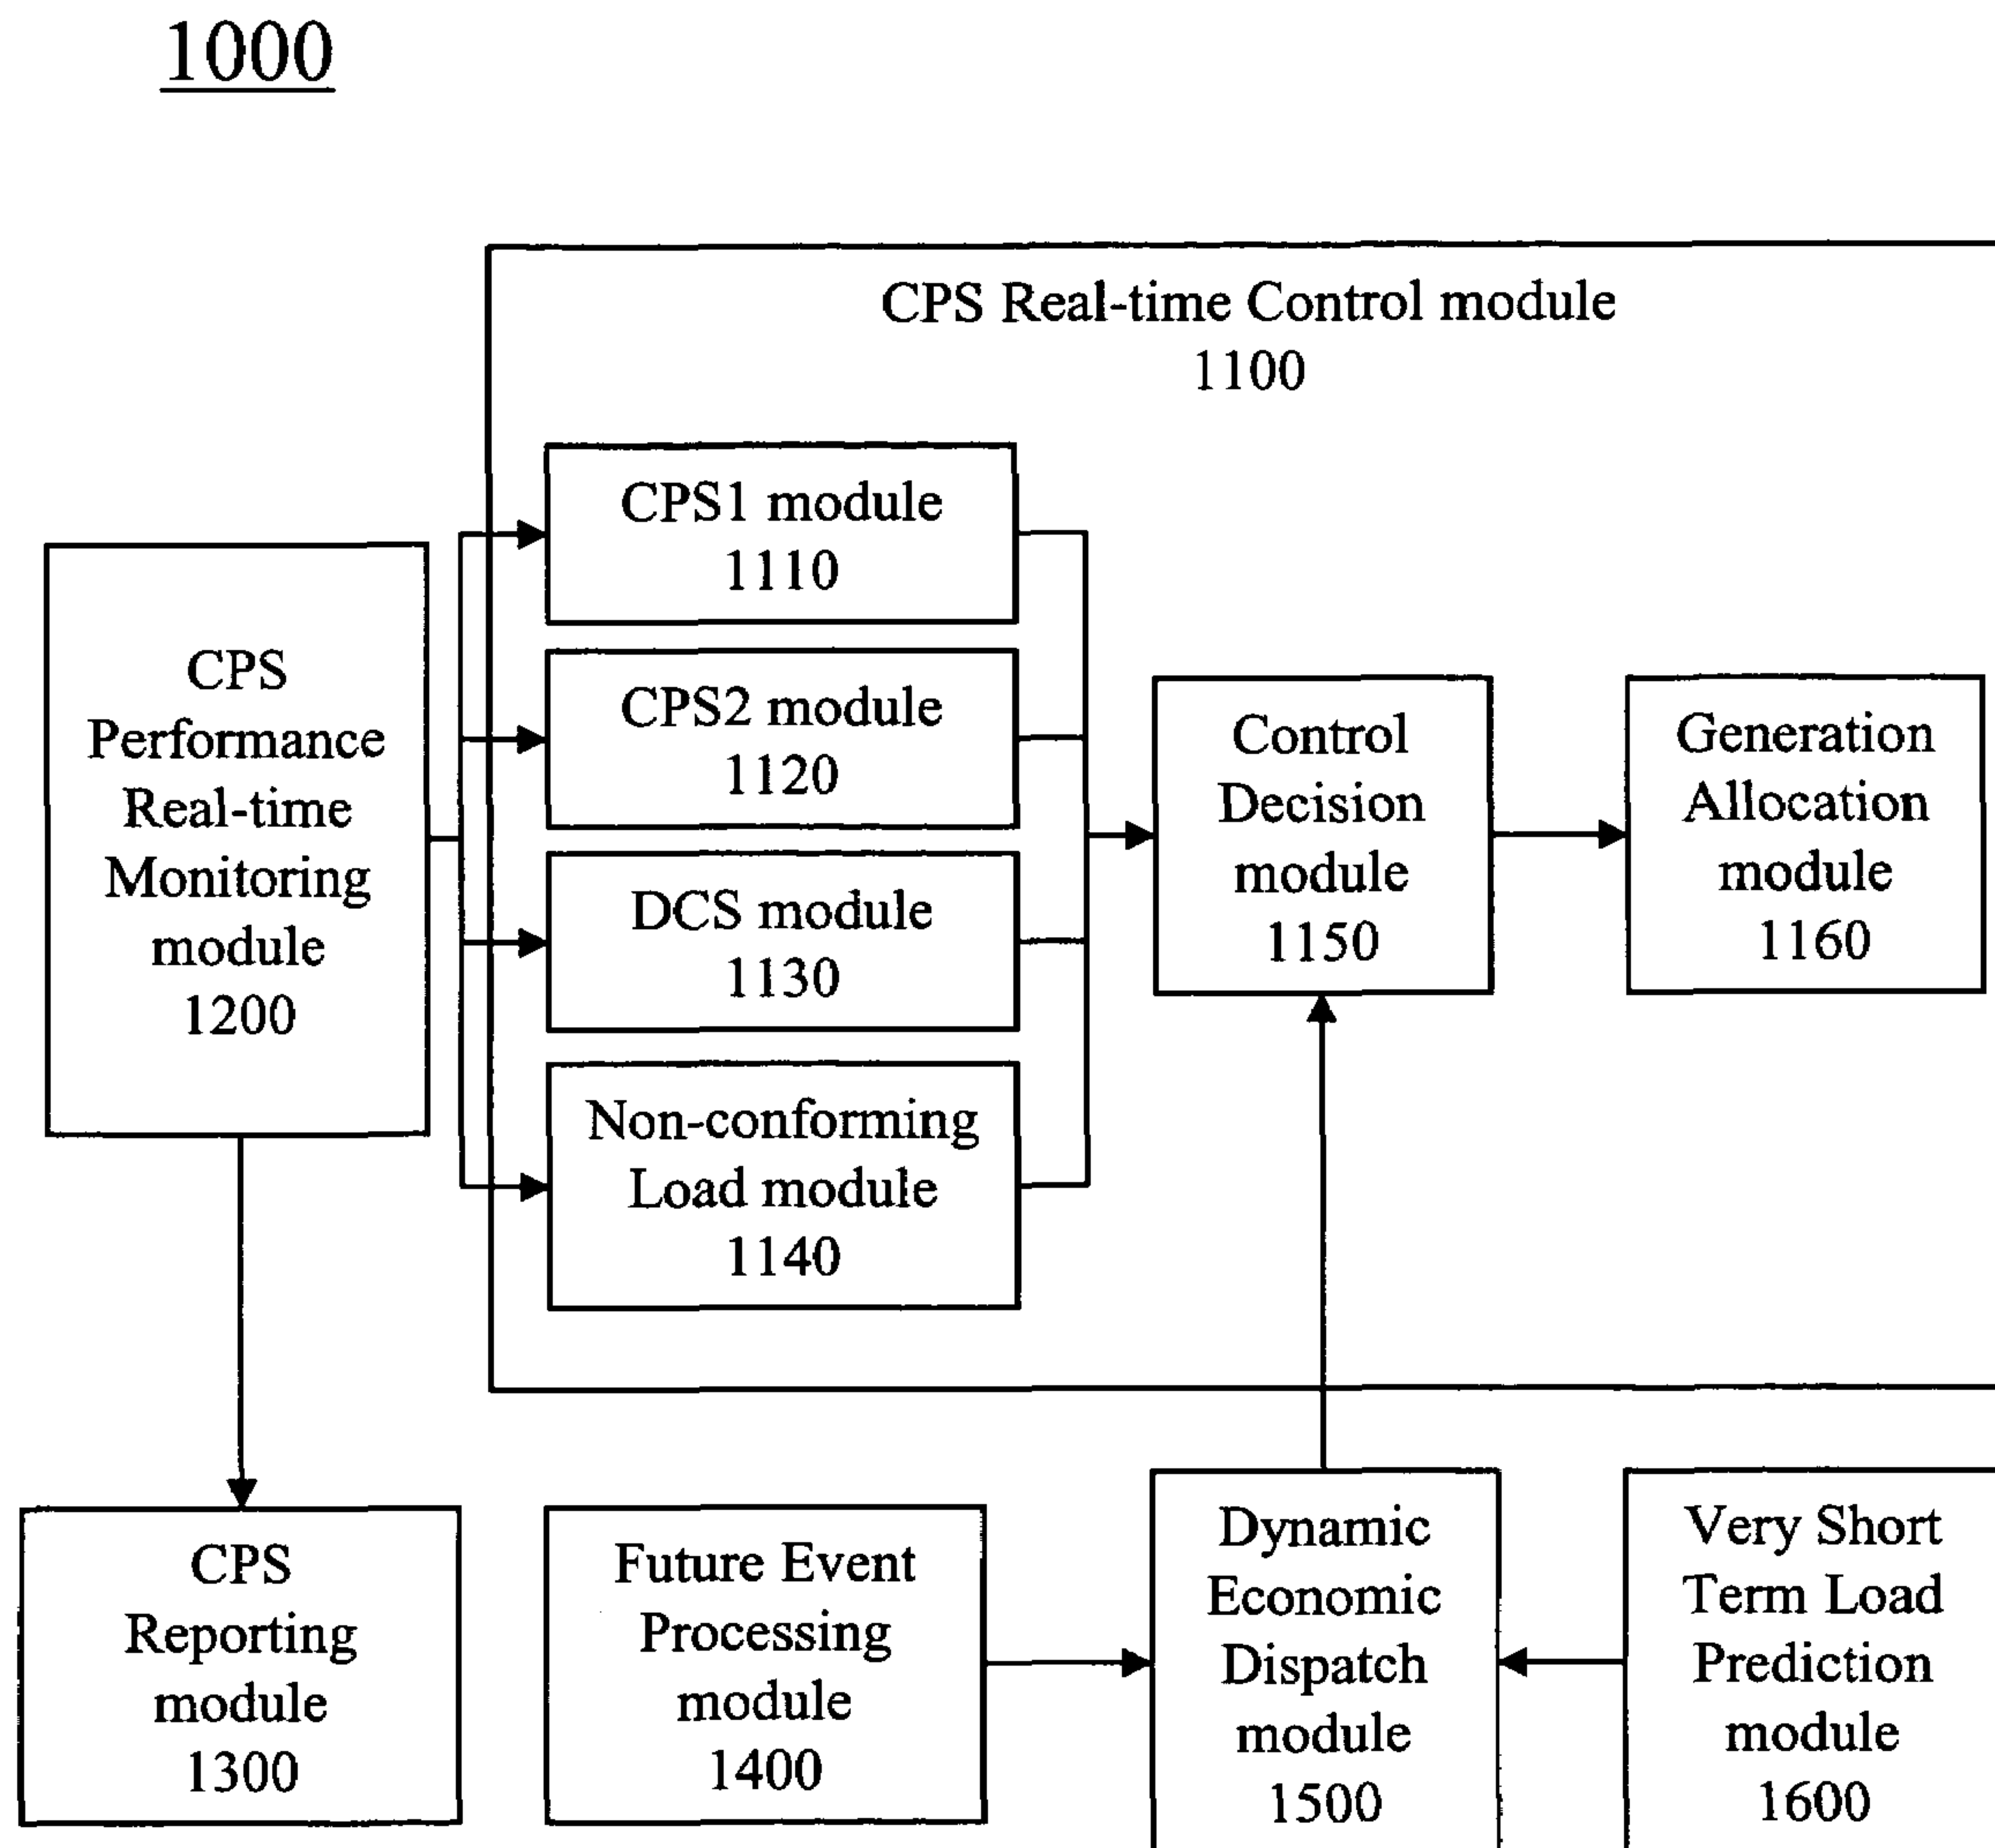 1000
CPS Real-time Control module
1100
CPS1 module
1110
CPS
Performance
Real-time
Monitoring
module
1200
CPS2 module
1120
DCS module
1130
Non-conforming
Load module
1140
Control
Decision
module
1150
Generation
Allocation
module
1160
CPS
Reporting
module
1300
Future Event
Processing
module
1400
Dynamic
Economic
Dispatch
module
1500
Very Short
Term Load
Prediction
module
1600